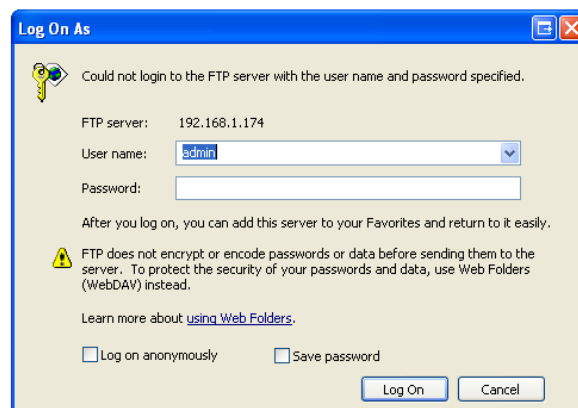 Log On As
Could not login to the FTP server with the user name and password specified.
FTP server: 192.168.1.174
User name: admin
Password:
After you log on, you can add this server to your Favorites and return to it easily.
FTP does not encrypt or encode passwords or data before sending them to the
server. To protect the security of your passwords and data, use Web Folders
(WebDAV) instead.
Learn more about using Web Folders.
Log on anonymously Save password
Log On Cancel